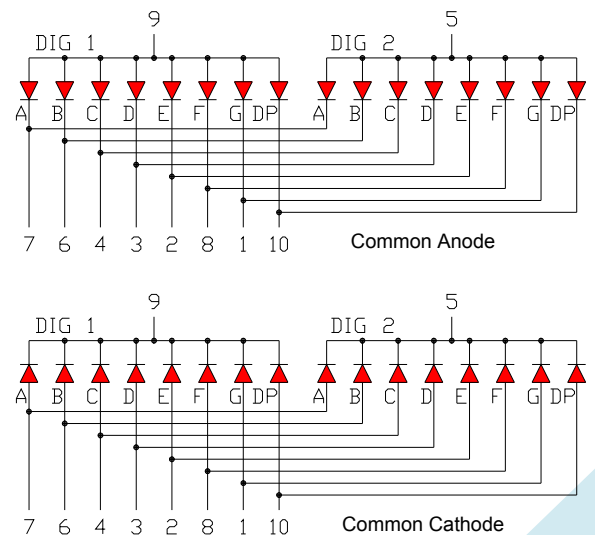 9 5
DIG 1 DIG 2
A B C D E F G DP A B C D E F G DP
7 6 4 3 2 8 1 10 Common Anode
9 5
DIG 1 DIG 2
A B C D E F G DP A B C D E F G DP
7 6 4 3 2 8 1 10 Common Cathode